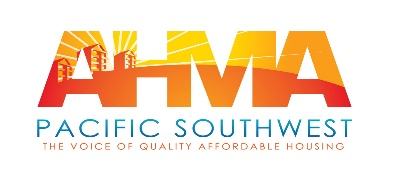 AHMA
PACIFIC SOUTHWEST
THE VOICE OF QUALITY AFFORDABLE HOUSING